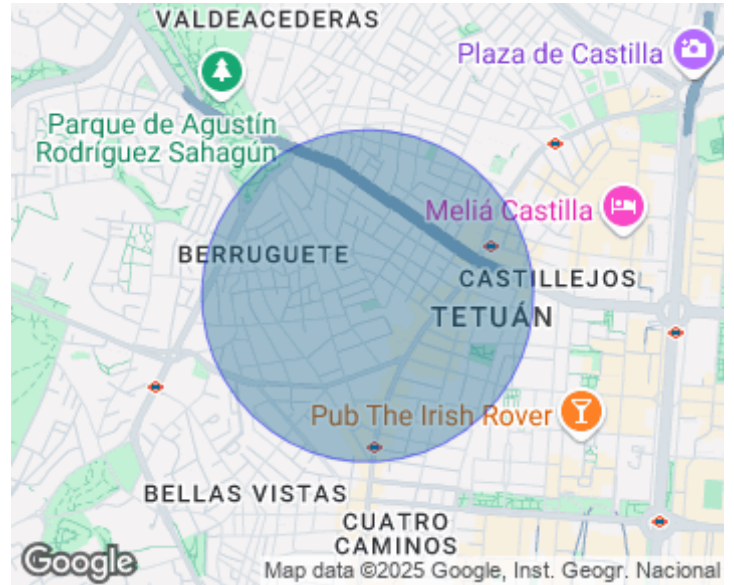 VALDEACEDERAS
Plaza de Castilla
Parque de Agustín
Rodríguez Sahagún
Meliá Castilla
BERRUGUETE
CASTILLEJOS
TETUÁN
Pub The Irish Rover
BELLAS VISTAS
CUATRO
CAMINOS
Google
Map data ©2025 Google, Inst. Geogr. Nacional